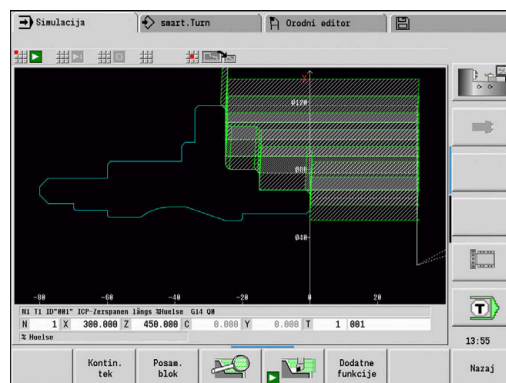 Simulacija
smart.Turn
Orodni editor
X
Ø120
Ø80
Ø40
-80 -60 -40 -20 0 20
N1 T1 ID"001" ICP-Zerspanen längs %Huelse G14 Q0
N 1 X 300.000 Z 450.000 C 0.000 Y 0.000 T 1 001
% Huelse
T
13:55
Kontin. tek
Posam. blok
Dodatne funkcije
Nazaj